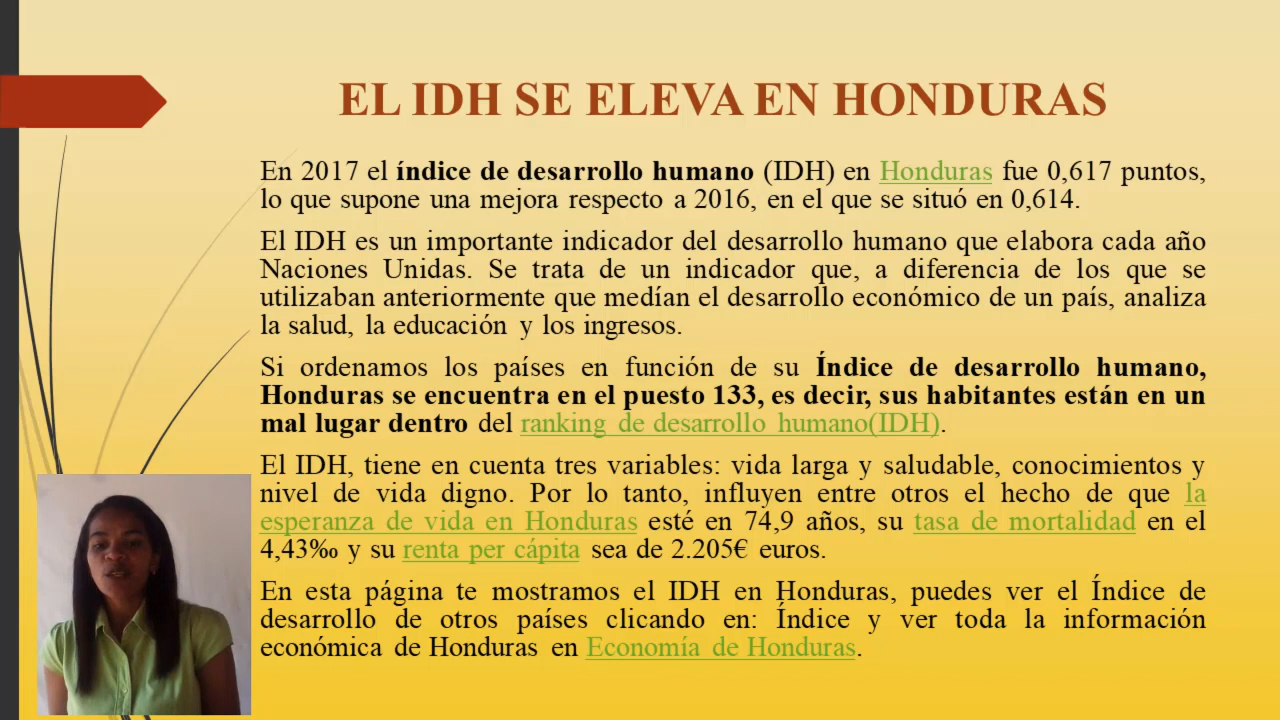 EL IDH SE ELEVA EN HONDURAS
En 2017 el índice de desarrollo humano (IDH) en Honduras fue 0,617 puntos,
lo que supone una mejora respecto a 2016, en el que se situó en 0,614.
El IDH es un importante indicador del desarrollo humano que elabora cada año
Naciones Unidas. Se trata de un indicador que, a diferencia de los que se
utilizaban anteriormente que medían el desarrollo económico de un país, analiza
la salud, la educación y los ingresos.
Si ordenamos los países en función de su Índice de desarrollo humano,
Honduras se encuentra en el puesto 133, es decir, sus habitantes están en un
mal lugar dentro del ranking de desarrollo humano(IDH).
El IDH, tiene en cuenta tres variables: vida larga y saludable, conocimientos y
nivel de vida digno. Por lo tanto, influyen entre otros el hecho de que la
esperanza de vida en Honduras esté en 74,9 años, su tasa de mortalidad en el
4,43‰ y su renta per cápita sea de 2.205€ euros.
En esta página te mostramos el IDH en Honduras, puedes ver el Índice de
desarrollo de otros países clicando en: Índice y ver toda la información
económica de Honduras en Economía de Honduras.